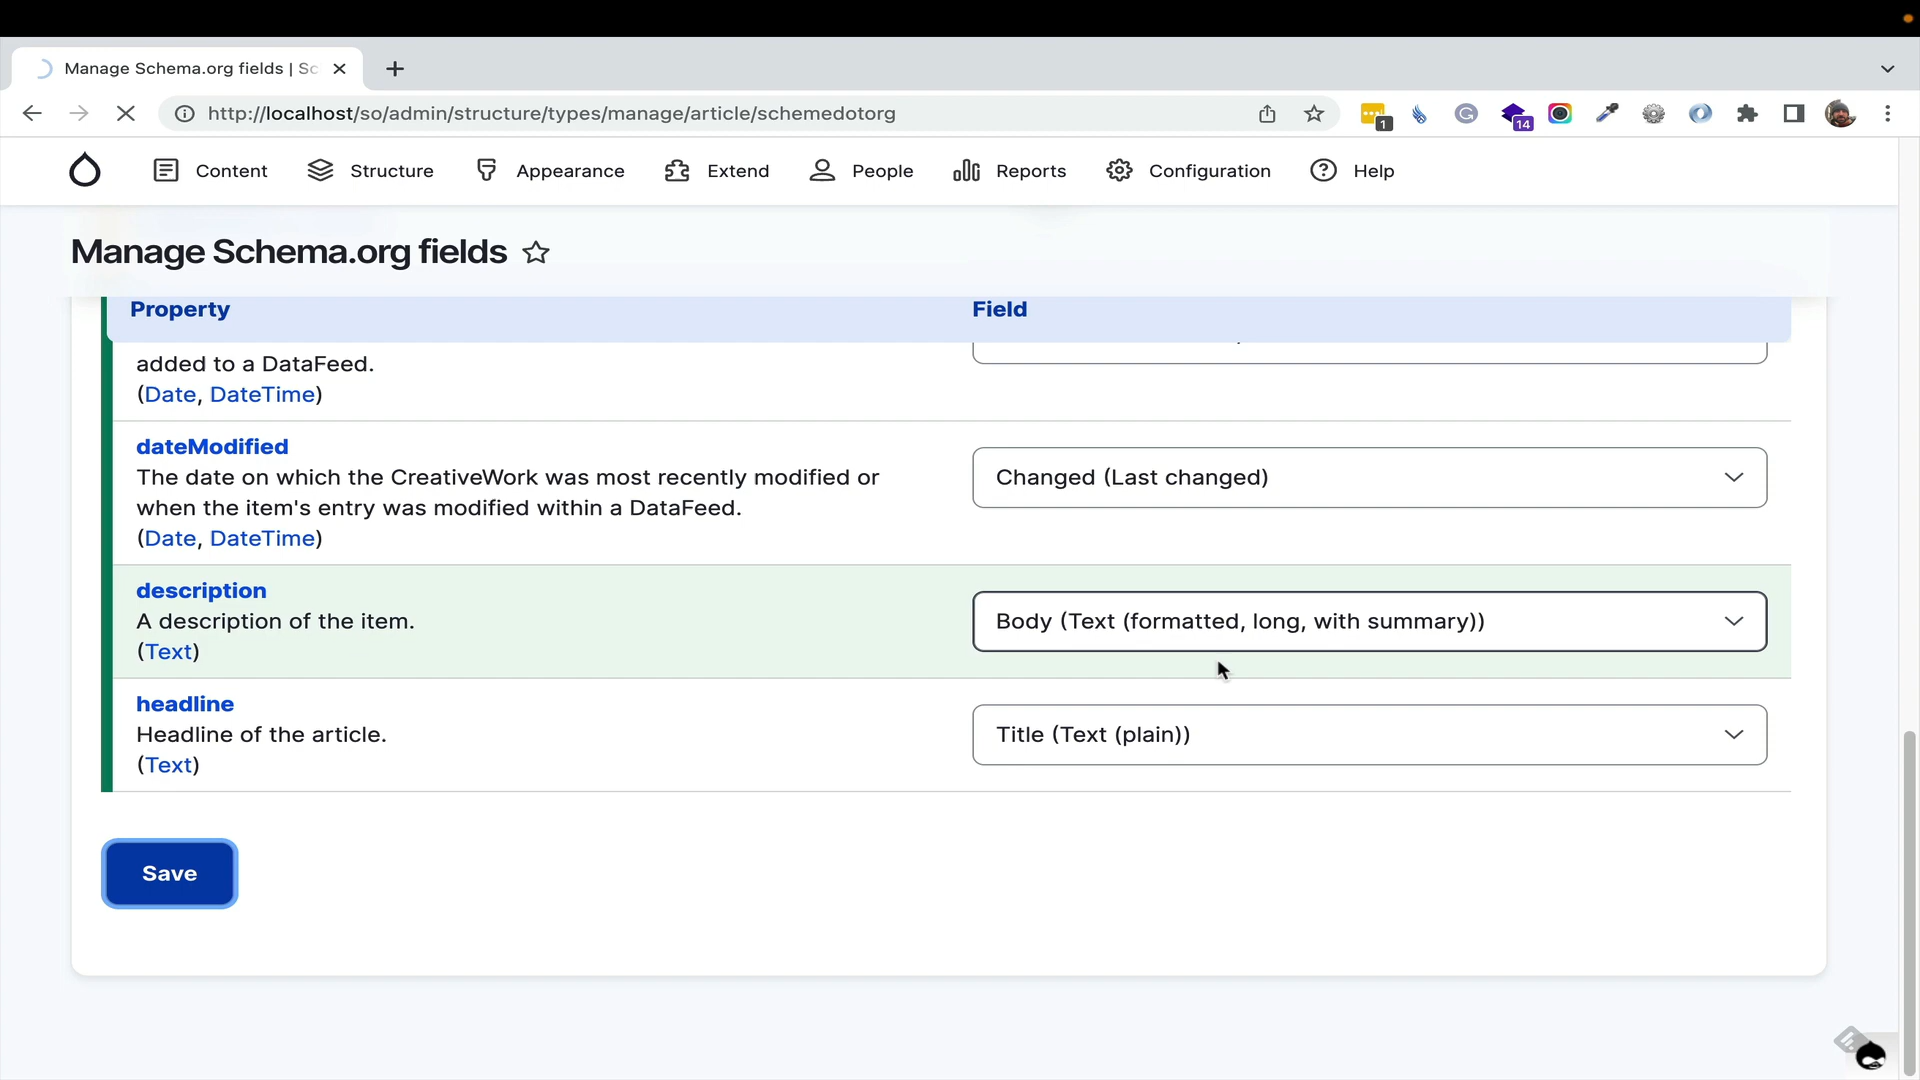 Manage Schema.org fields | Sc
http://localhost/so/admin/structure/types/manage/article/schemedotorg
1
14
Content
Structure
Appearance
Extend
People
Reports
Configuration
Help
Manage Schema.org fields
Property
Field
added to a DataFeed.
(Date, DateTime)
dateModified
The date on which the CreativeWork was most recently modified or
when the item's entry was modified within a DataFeed.
(Date, DateTime)
Changed (Last changed)
description
A description of the item.
(Text)
Body (Text (formatted, long, with summary))
headline
Headline of the article.
(Text)
Title (Text (plain))
Save